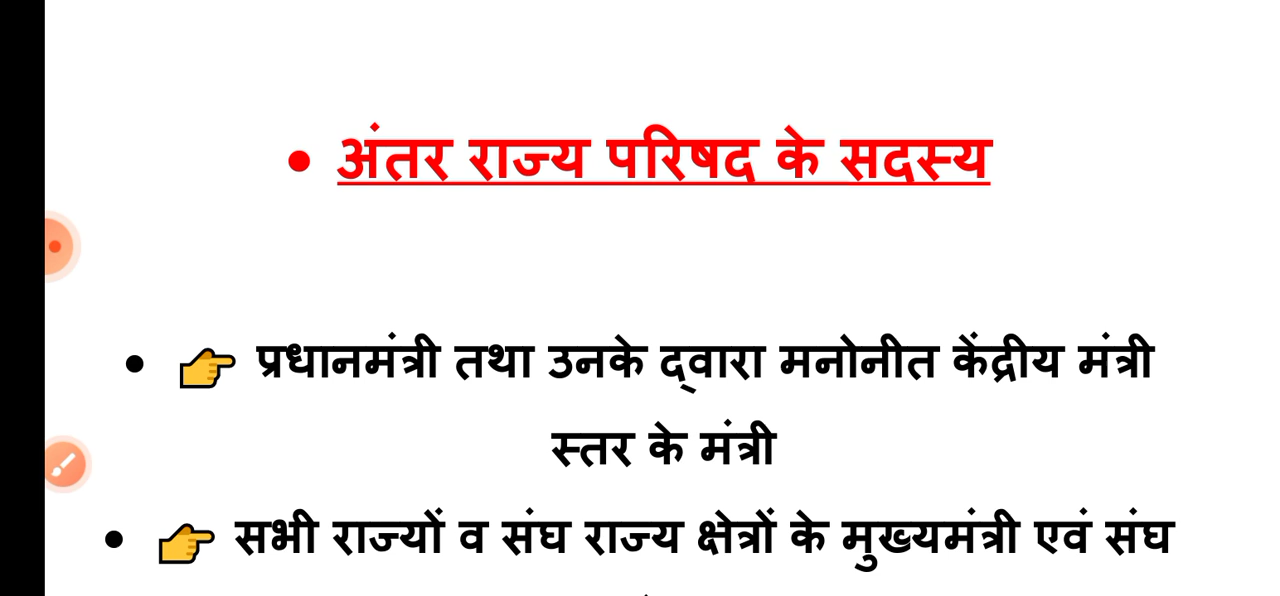 • अंतर राज्य परिषद के सदस्य
• 👉 प्रधानमंत्री तथा उनके द्वारा मनोनीत केंद्रीय मंत्री
स्तर के मंत्री
• 👉 सभी राज्यों व संघ राज्य क्षेत्रों के मुख्यमंत्री एवं संघ